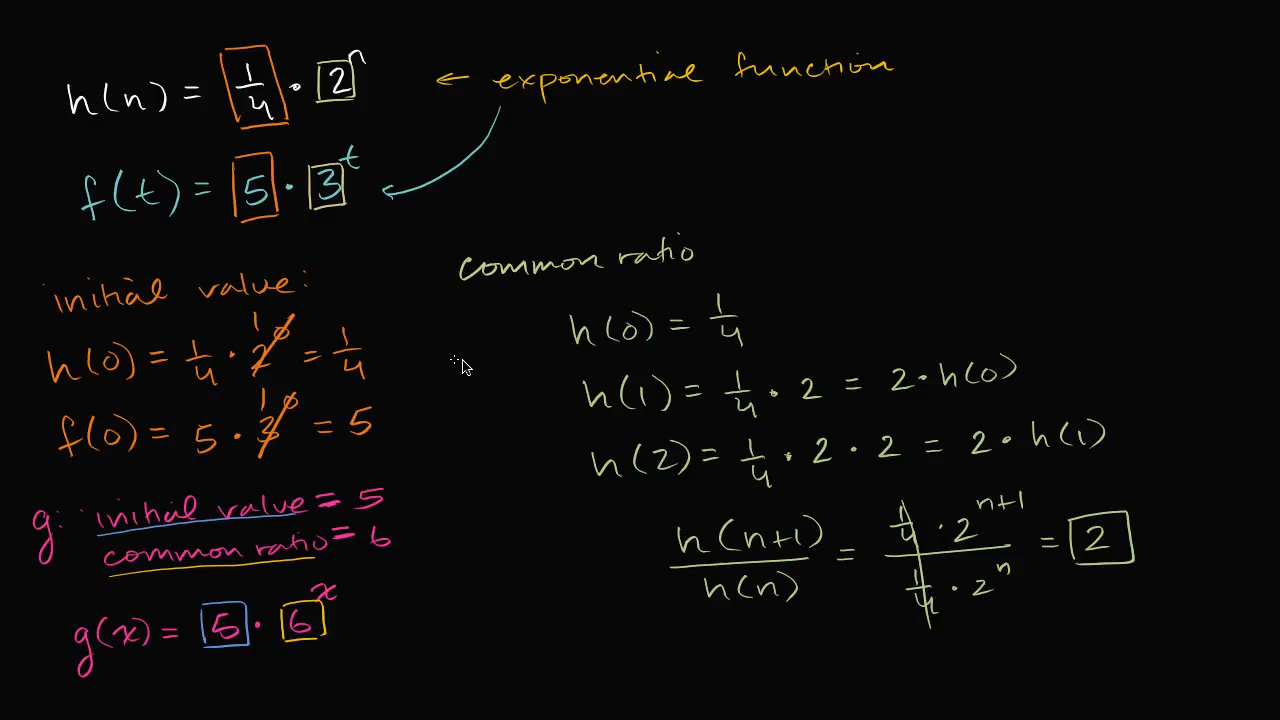 h(n) = 1/4 · 2^n ← exponential function
f(t) = 5 · 3^t
initial value:
h(0) = 1/4 · 2^0 1 = 1/4
f(0) = 5 · 3^0 1 = 5
g: initial value = 5
common ratio = 6
g(x) = 5 · 6^x
common ratio
h(0) = 1/4
h(1) = 1/4 · 2 = 2 · h(0)
h(2) = 1/4 · 2 · 2 = 2 · h(1)
h(n+1)/h(n) = (1/4 · 2^(n+1))/(1/4 · 2^n) = 2